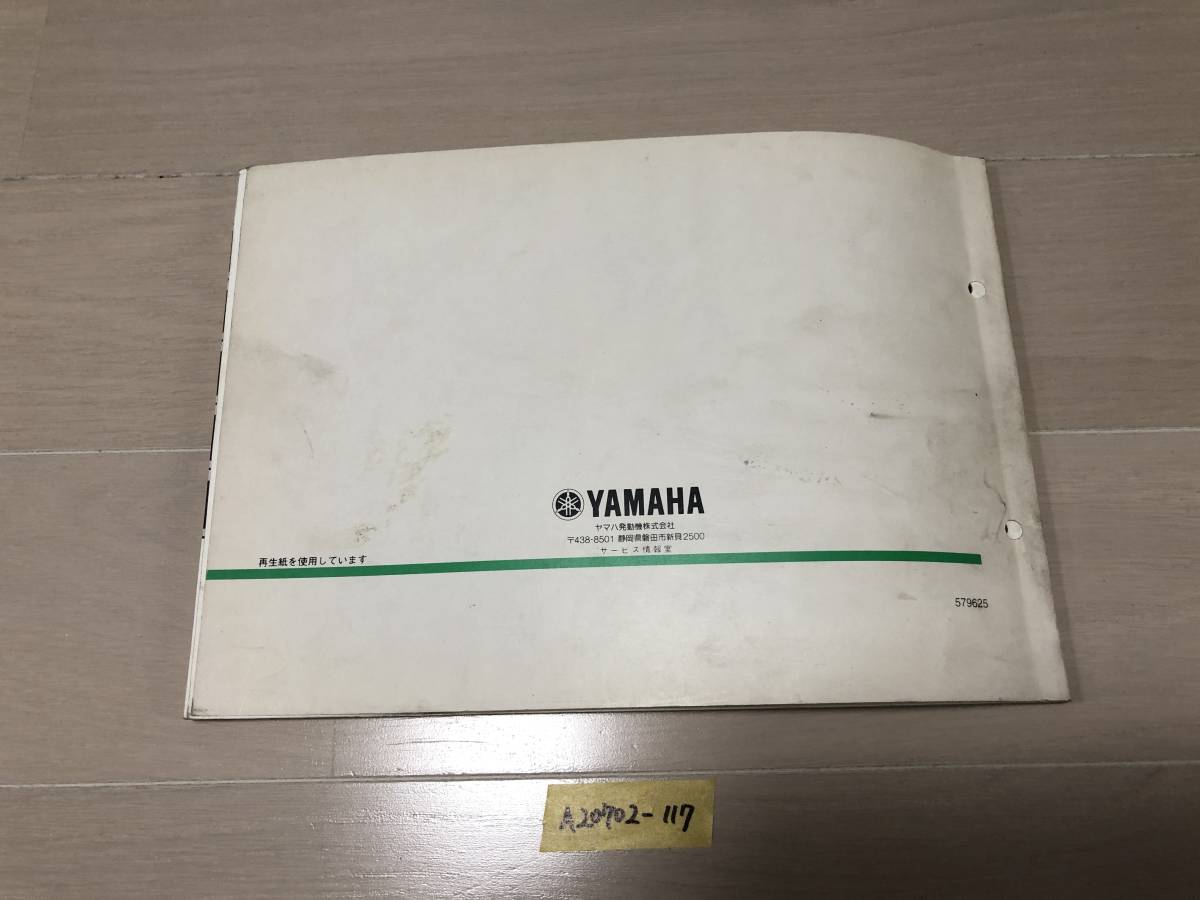 YAMAHA
ヤマハ発動機株式会社
〒438-8501 静岡県磐田市新貝2500
サービス情報室
再生紙を使用しています
579625
A20702-117